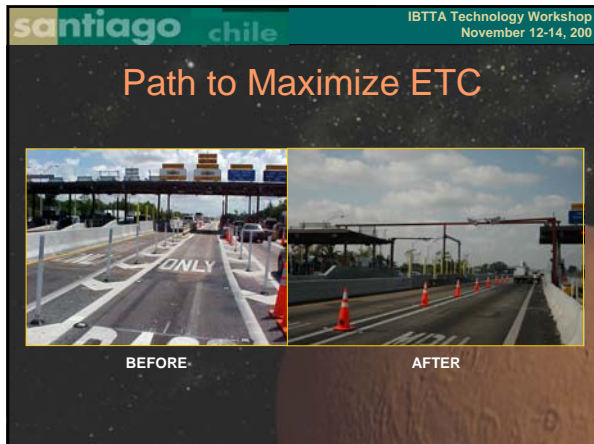 santiago chile
IBTTA Technology Workshop
November 12-14, 200
Path to Maximize ETC
ONLY
BEFORE
AFTER